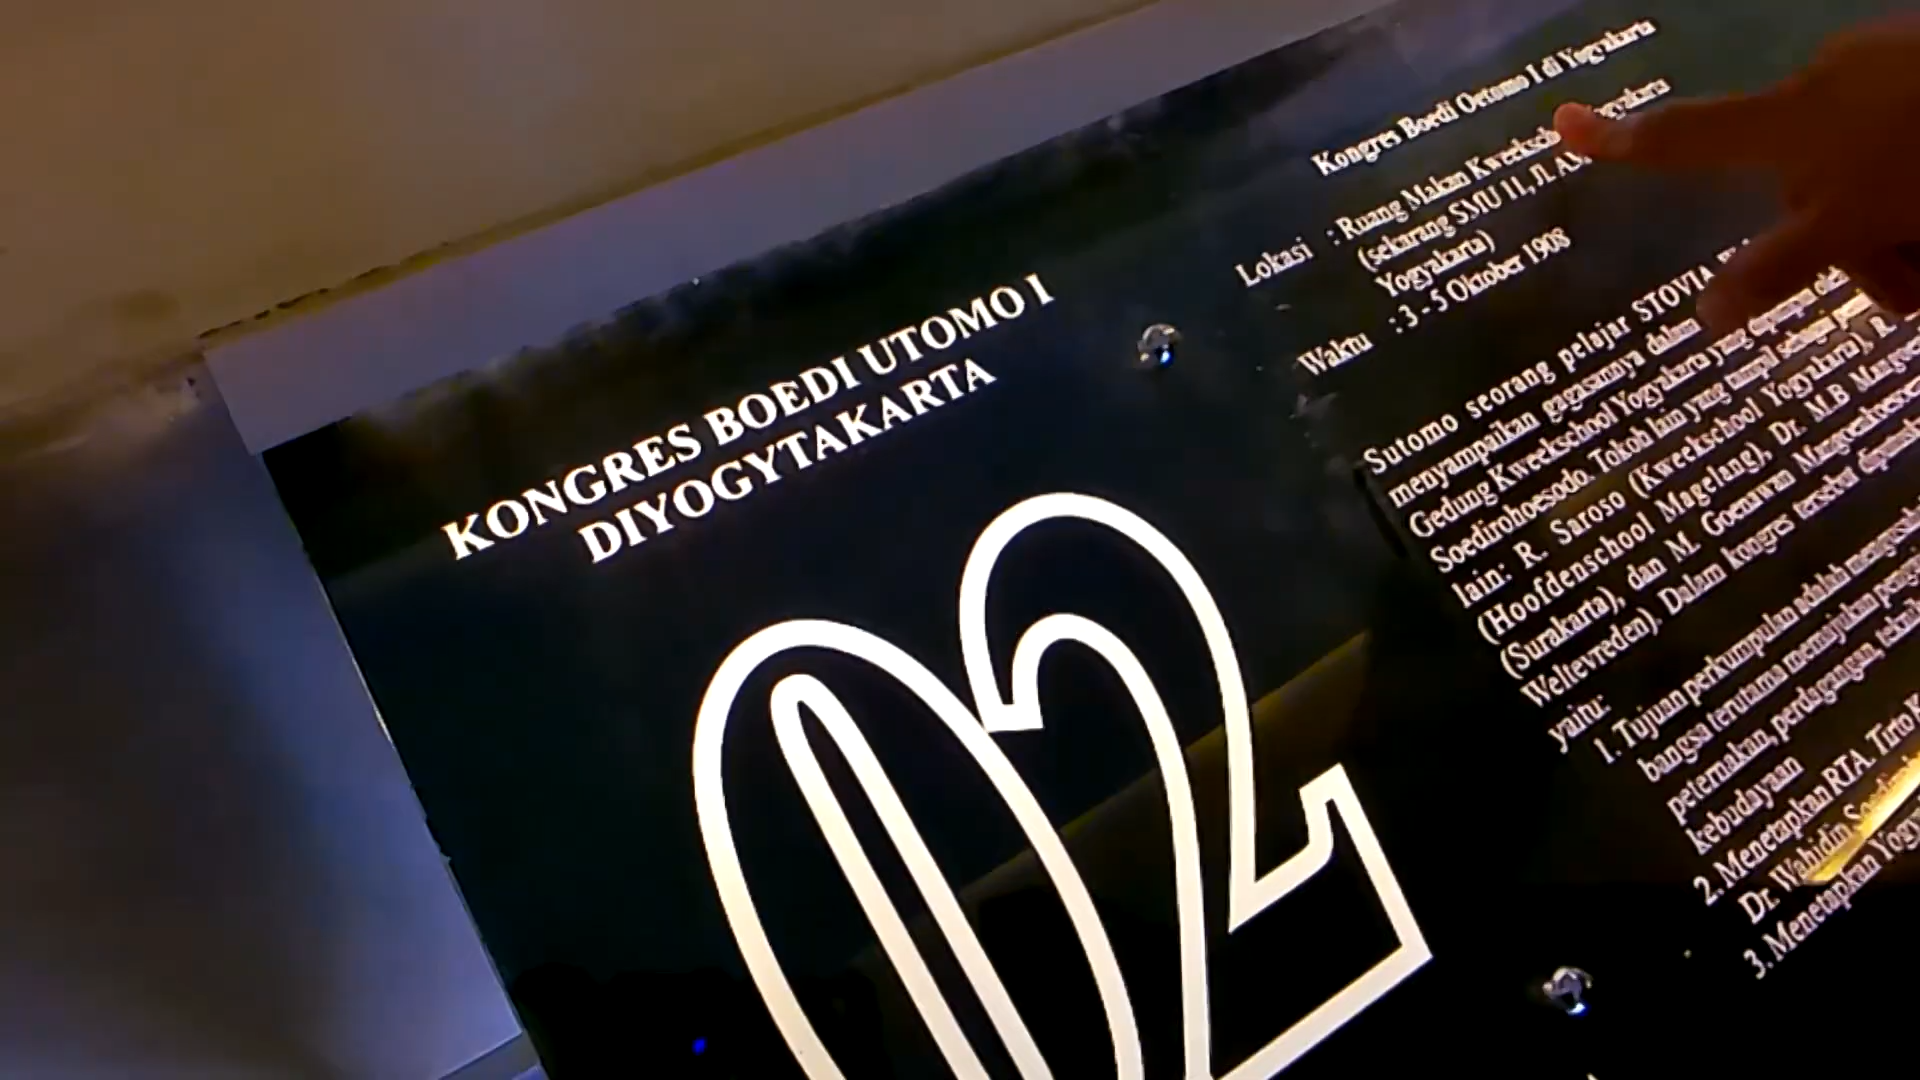 KONGRES BOEDI UTOMO I
DIYOGYTAKARTA
02
Kongres Boedi Oetomo I di Yogyakarta
Lokasi : Ruang Makan Yogyakarta
(sekarang SMU 11, Jl.
Yogyakarta)
Waktu : 3 - 5 Oktober 1908
Sutomo seorang pelajar STOVIA
menyampaikan gagasannya dalam
Gedung Kweekschool Yogyakarta yang dipimpin oleh
Soedirohoesodo. Tokoh lain yang tampil sebagai
lain: R. Saroso (Kweekschool Yogyakarta), R.
(Hoofdenschool Magelang), Dr. M.B
(Surakarta), dan M. Goenawan Mangoenkoesoemo
Weltevreden). Dalam kongres tersebut
yaitu:
1. Tujuan perkumpulan adalah
bangsa terutama memajukan
peternakan, perdagangan,
kebudayaan
2. Menetapkan RTA. Tirto
Dr. Wahidin
3. Menetapkan